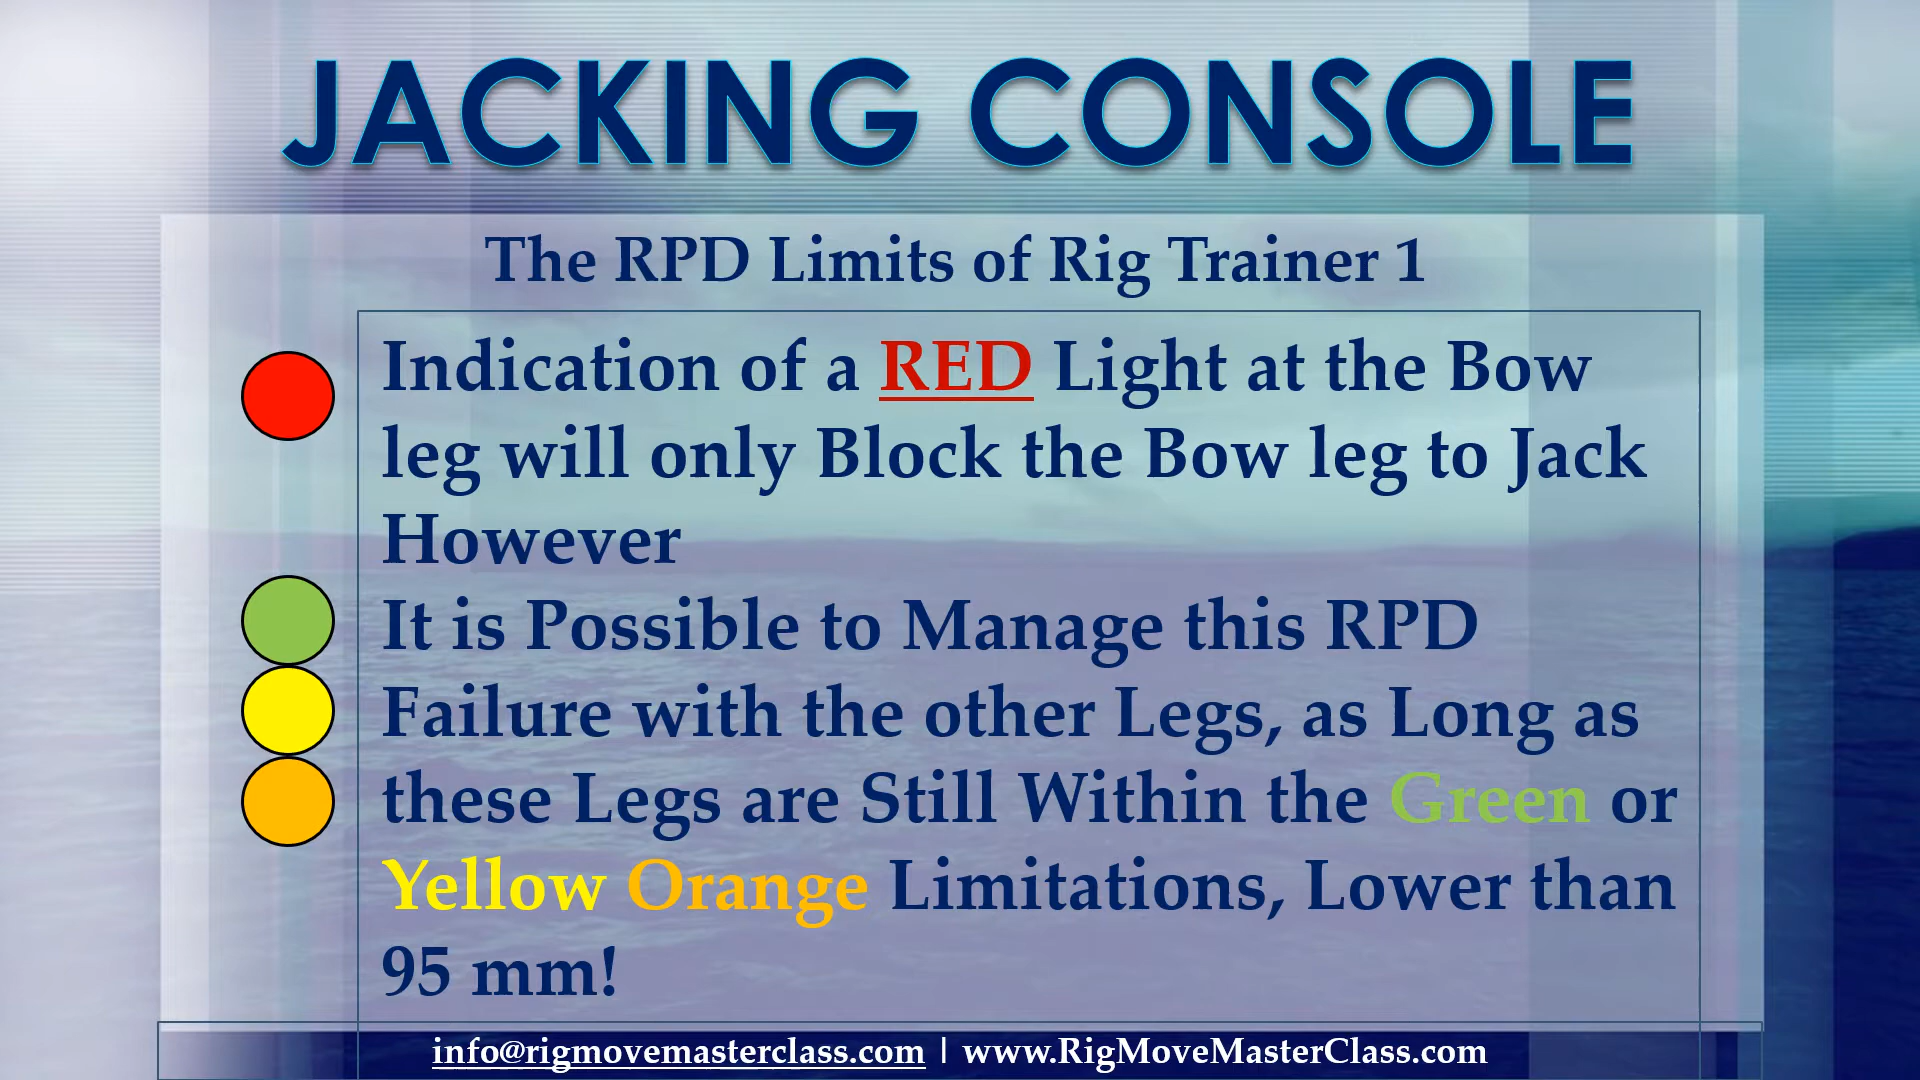 JACKING CONSOLE
The RPD Limits of Rig Trainer 1
Indication of a RED Light at the Bow
leg will only Block the Bow leg to Jack
However
It is Possible to Manage this RPD
Failure with the other Legs, as Long as
these Legs are Still Within the Green or
Yellow Orange Limitations, Lower than
95 mm!
info@rigmovemasterclass.com | www.RigMoveMasterClass.com